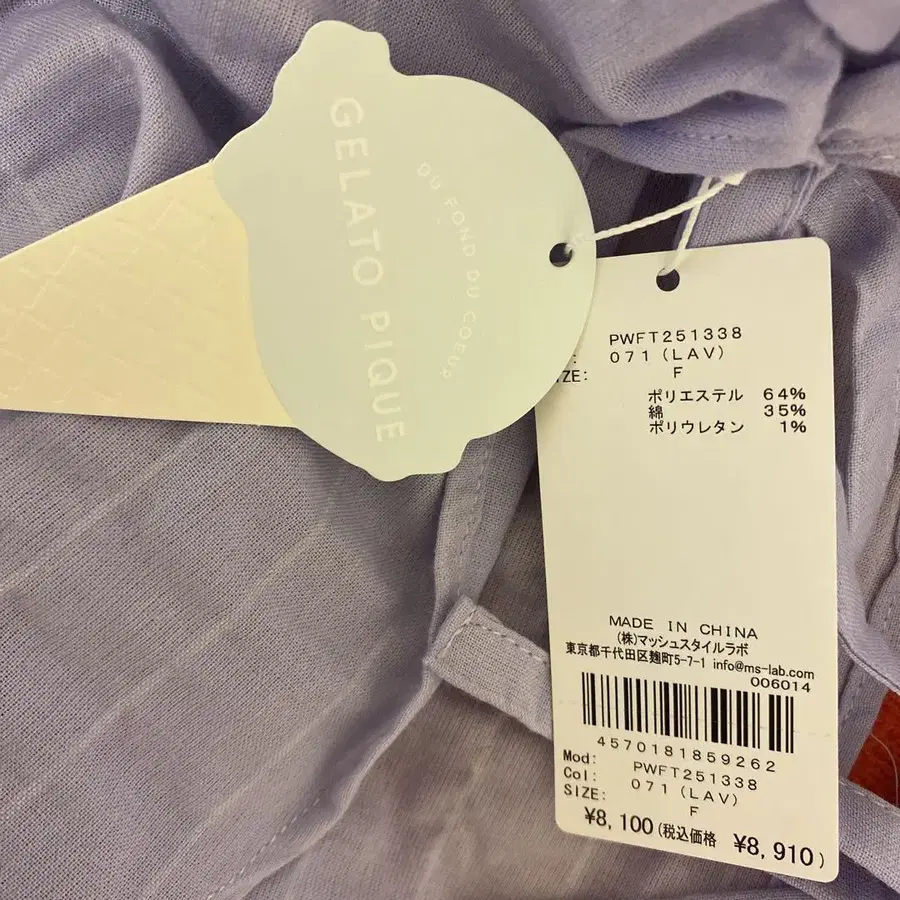 GELATO PIQUE
DU FOND DU COEUR
PWFT251338
071(LAV)
ZE: F
ポリエステル 64%
綿 35%
ポリウレタン 1%
MADE IN CHINA
(株)マッシュスタイルラボ
東京都千代田区麹町5-7-1 info@ms-lab.com
006014
4570181859262
Mod: PWFT251338
Col: 071(LAV)
SIZE: F
¥8,100(税込価格 ¥8,910)